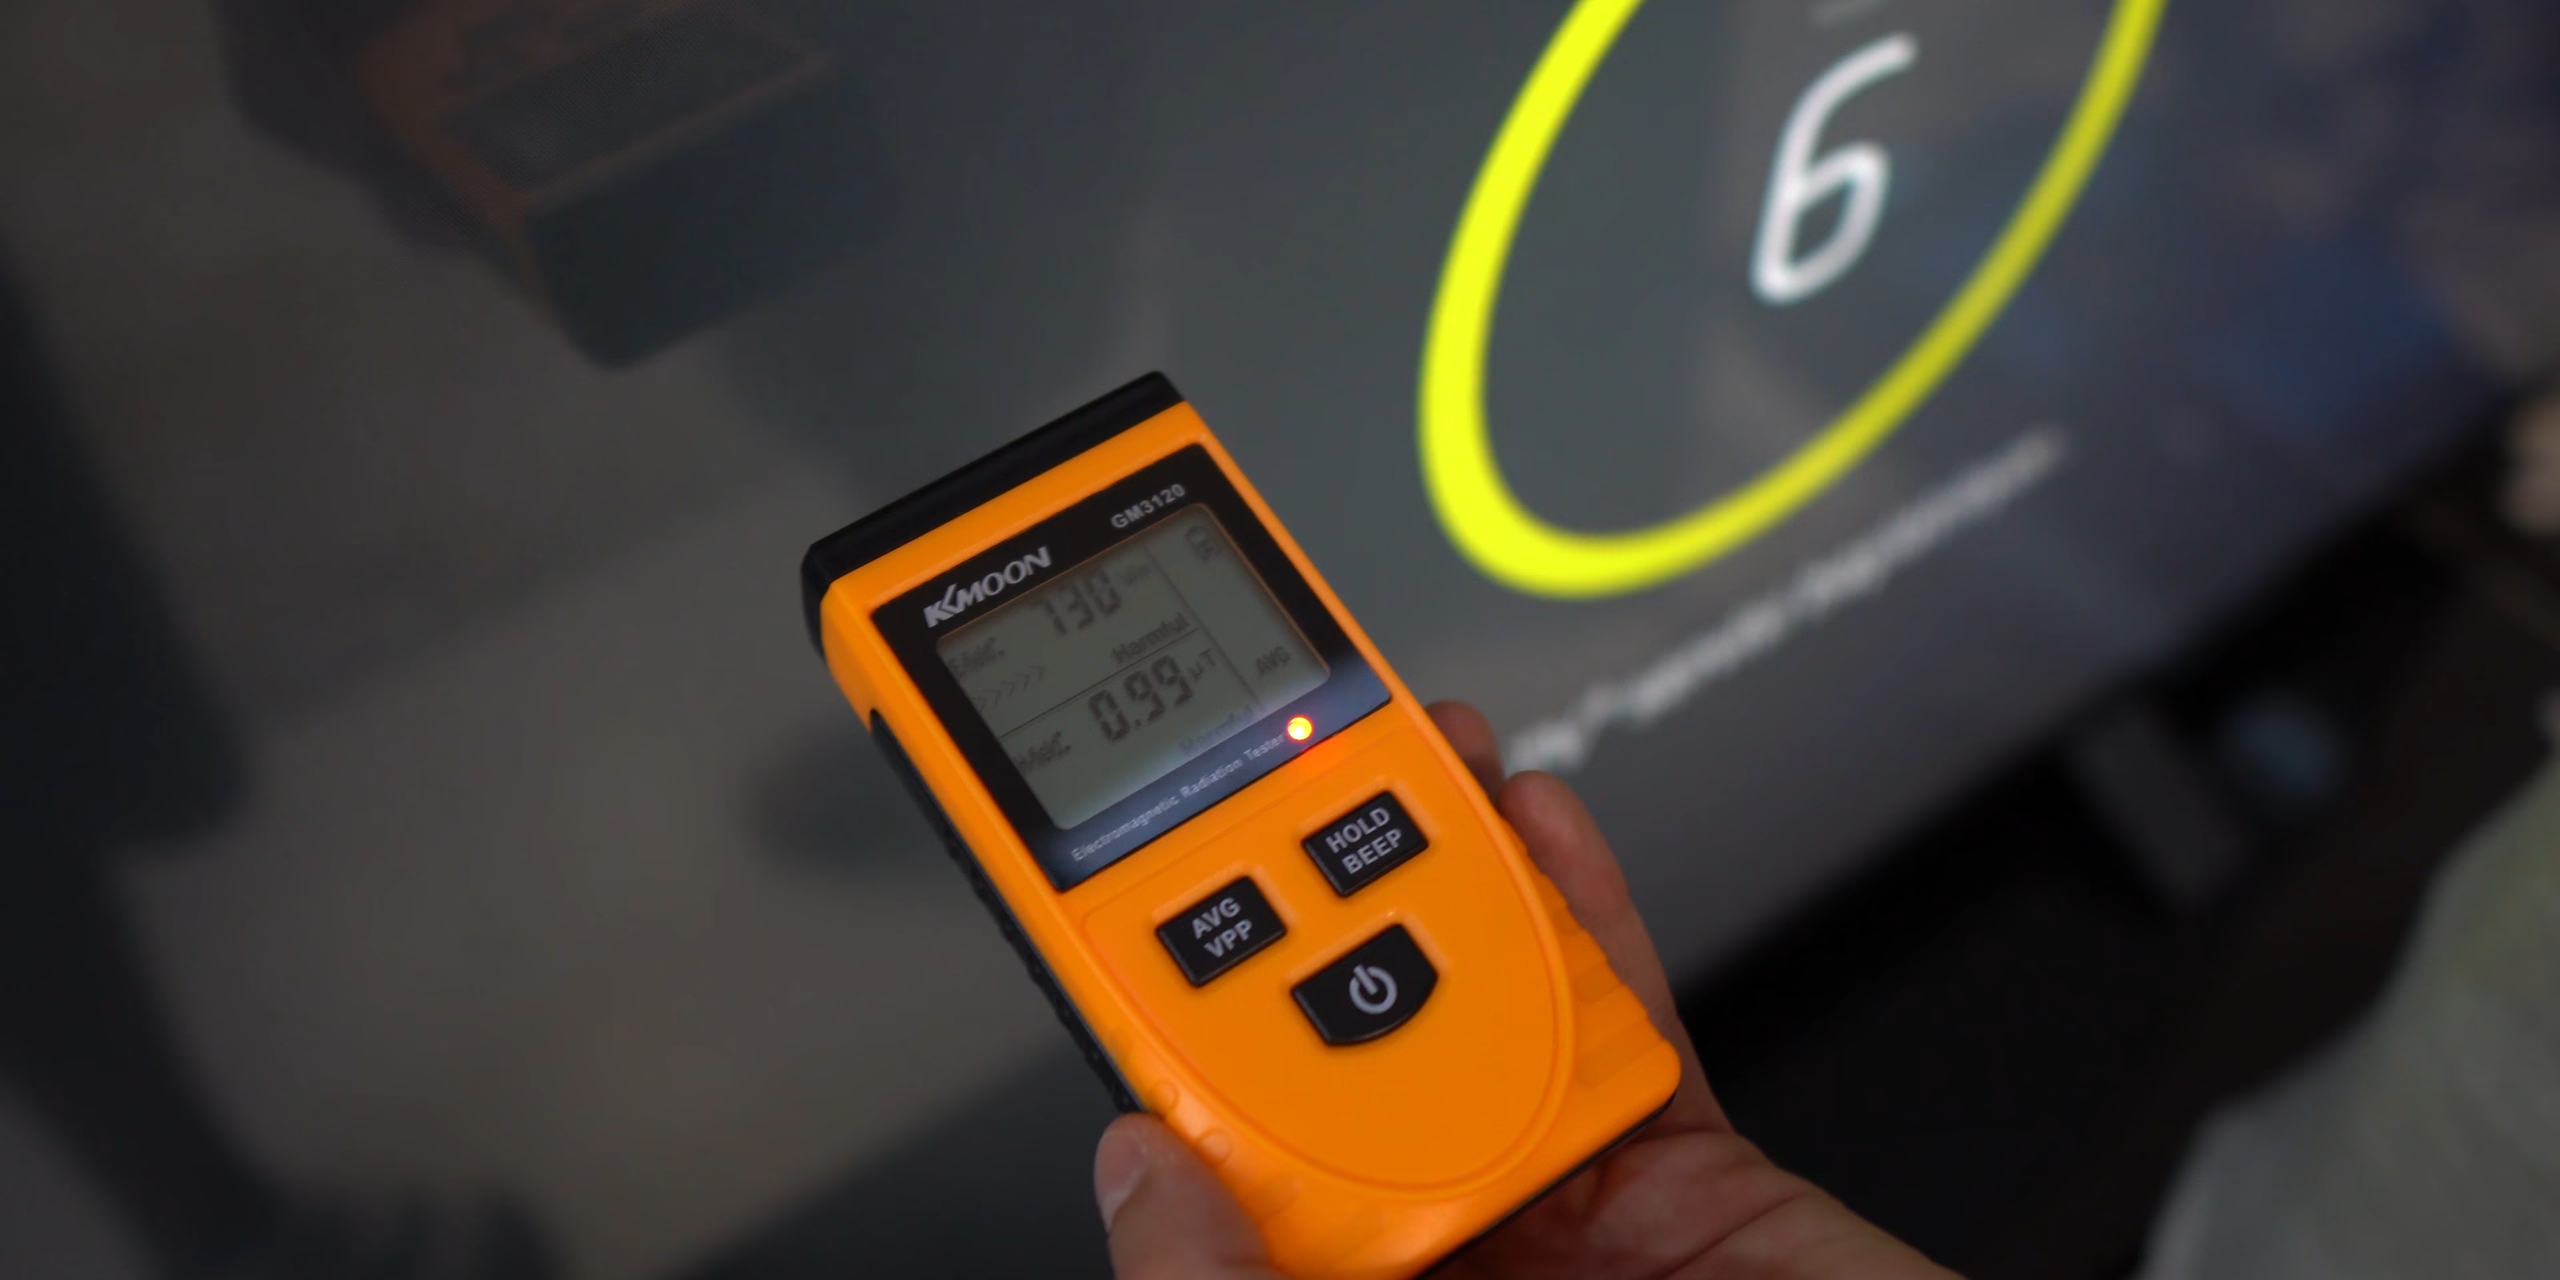 6
GM3120
KKMOON
730
Harmful
0.99 µT
AVG
Electromagnetic Radiation Tester
HOLD
BEEP
AVG
VPP